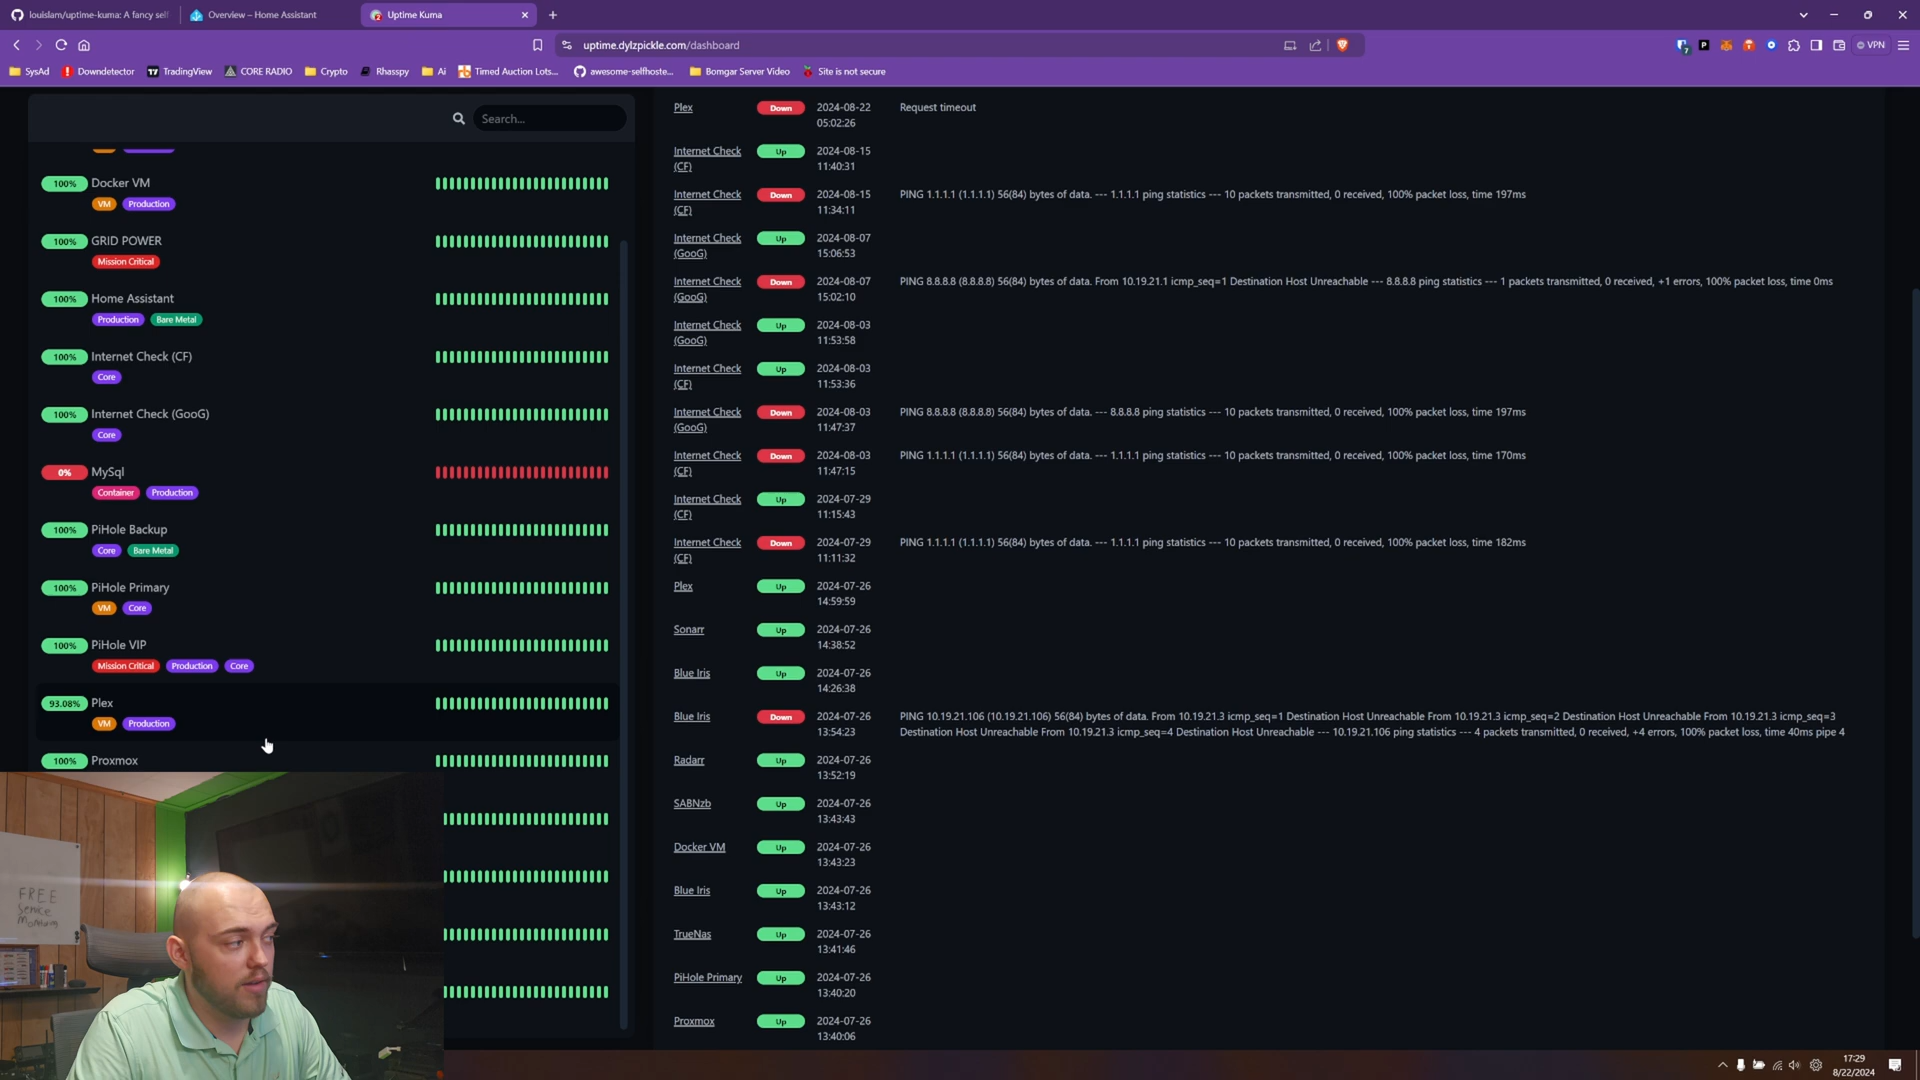 louislam/uptime-kuma: A fancy self
Overview – Home Assistant
Uptime Kuma
uptime.dylzpickle.com/dashboard
VPN
SysAd
Downdetector
TradingView
CORE RADIO
Crypto
Rhasspy
Ai
Timed Auction Lots...
awesome-selfhoste...
Bomgar Server Video
Site is not secure
Search...
100% Docker VM
VM Production
100% GRID POWER
Mission Critical
100% Home Assistant
Production Bare Metal
100% Internet Check (CF)
Core
100% Internet Check (GooG)
Core
0% MySql
Container Production
100% PiHole Backup
Core Bare Metal
100% PiHole Primary
VM Core
100% PiHole VIP
Mission Critical Production Core
93.08% Plex
VM Production
100% Proxmox
Plex Down 2024-08-22 Request timeout
05:02:26
Internet Check Up 2024-08-15
(CF) 11:40:31
Internet Check Down 2024-08-15 PING 1.1.1.1 (1.1.1.1) 56(84) bytes of data. --- 1.1.1.1 ping statistics --- 10 packets transmitted, 0 received, 100% packet loss, time 197ms
(CF) 11:34:11
Internet Check Up 2024-08-07
(GooG) 15:06:53
Internet Check Down 2024-08-07 PING 8.8.8.8 (8.8.8.8) 56(84) bytes of data. From 10.19.21.1 icmp_seq=1 Destination Host Unreachable --- 8.8.8.8 ping statistics --- 1 packets transmitted, 0 received, +1 errors, 100% packet loss, time 0ms
(GooG) 15:02:10
Internet Check Up 2024-08-03
(GooG) 11:53:58
Internet Check Up 2024-08-03
(CF) 11:53:36
Internet Check Down 2024-08-03 PING 8.8.8.8 (8.8.8.8) 56(84) bytes of data. --- 8.8.8.8 ping statistics --- 10 packets transmitted, 0 received, 100% packet loss, time 197ms
(GooG) 11:47:37
Internet Check Down 2024-08-03 PING 1.1.1.1 (1.1.1.1) 56(84) bytes of data. --- 1.1.1.1 ping statistics --- 10 packets transmitted, 0 received, 100% packet loss, time 170ms
(CF) 11:47:15
Internet Check Up 2024-07-29
(CF) 11:15:43
Internet Check Down 2024-07-29 PING 1.1.1.1 (1.1.1.1) 56(84) bytes of data. --- 1.1.1.1 ping statistics --- 10 packets transmitted, 0 received, 100% packet loss, time 182ms
(CF) 11:11:32
Plex Up 2024-07-26
14:59:59
Sonarr Up 2024-07-26
14:38:52
Blue Iris Up 2024-07-26
14:26:38
Blue Iris Down 2024-07-26 PING 10.19.21.106 (10.19.21.106) 56(84) bytes of data. From 10.19.21.3 icmp_seq=1 Destination Host Unreachable From 10.19.21.3 icmp_seq=2 Destination Host Unreachable From 10.19.21.3 icmp_seq=3
13:54:23 Destination Host Unreachable From 10.19.21.3 icmp_seq=4 Destination Host Unreachable --- 10.19.21.106 ping statistics --- 4 packets transmitted, 0 received, +4 errors, 100% packet loss, time 40ms pipe 4
Radarr Up 2024-07-26
13:52:19
SABNzb Up 2024-07-26
13:43:43
Docker VM Up 2024-07-26
13:43:23
Blue Iris Up 2024-07-26
13:43:12
TrueNas Up 2024-07-26
13:41:46
PiHole Primary Up 2024-07-26
13:40:20
Proxmox Up 2024-07-26
13:40:06
FREE
Service
17:29
8/22/2024